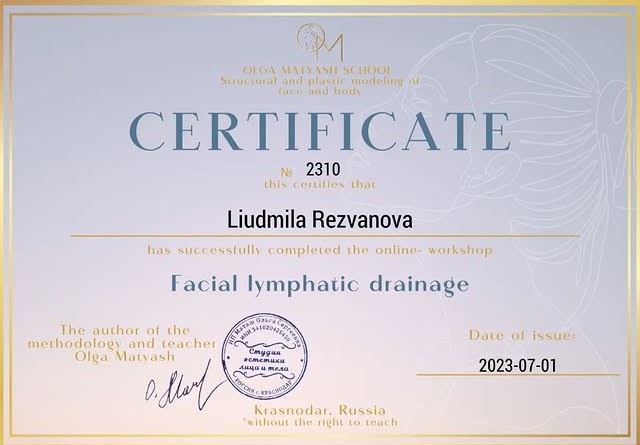 OM
OLGA MATYASH SCHOOL
Structural and plastic modeling of
face and body
CERTIFICATE
№ 2310
this certifies that
Liudmila Rezvanova
has successfully completed the online- workshop
Facial lymphatic drainage
The author of the
methodology and teacher
Olga Matyash
ИП Маташ Ольга Сергеевна
Студия
эстетики
лица и тела
РОССИЯ г. КРАСНОДАР
Date of issue:
2023-07-01
Krasnodar, Russia
*without the right to teach